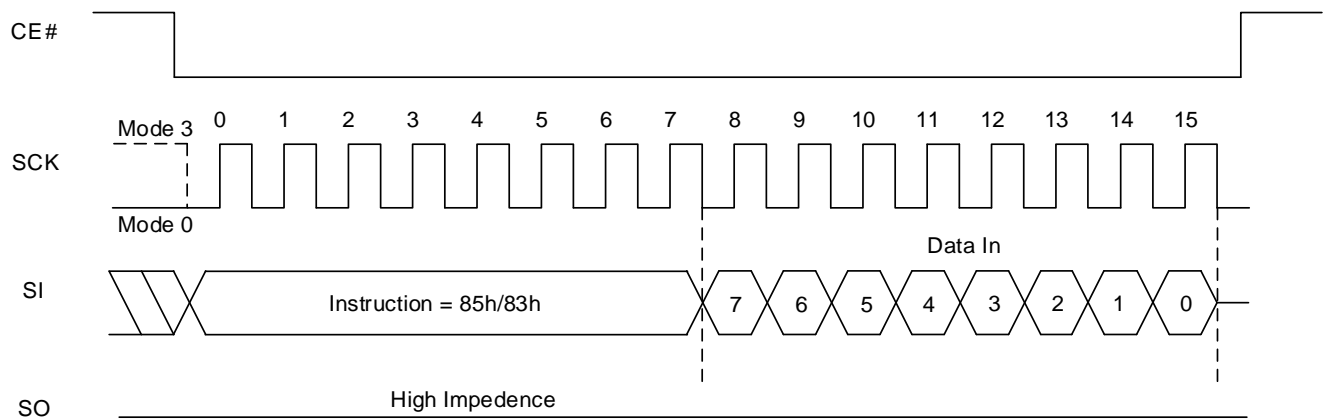 CE#
Mode 3
0 1 2 3 4 5 6 7 8 9 10 11 12 13 14 15
SCK
Mode 0
Data In
SI
Instruction = 85h/83h
7 6 5 4 3 2 1 0
High Impedence
SO